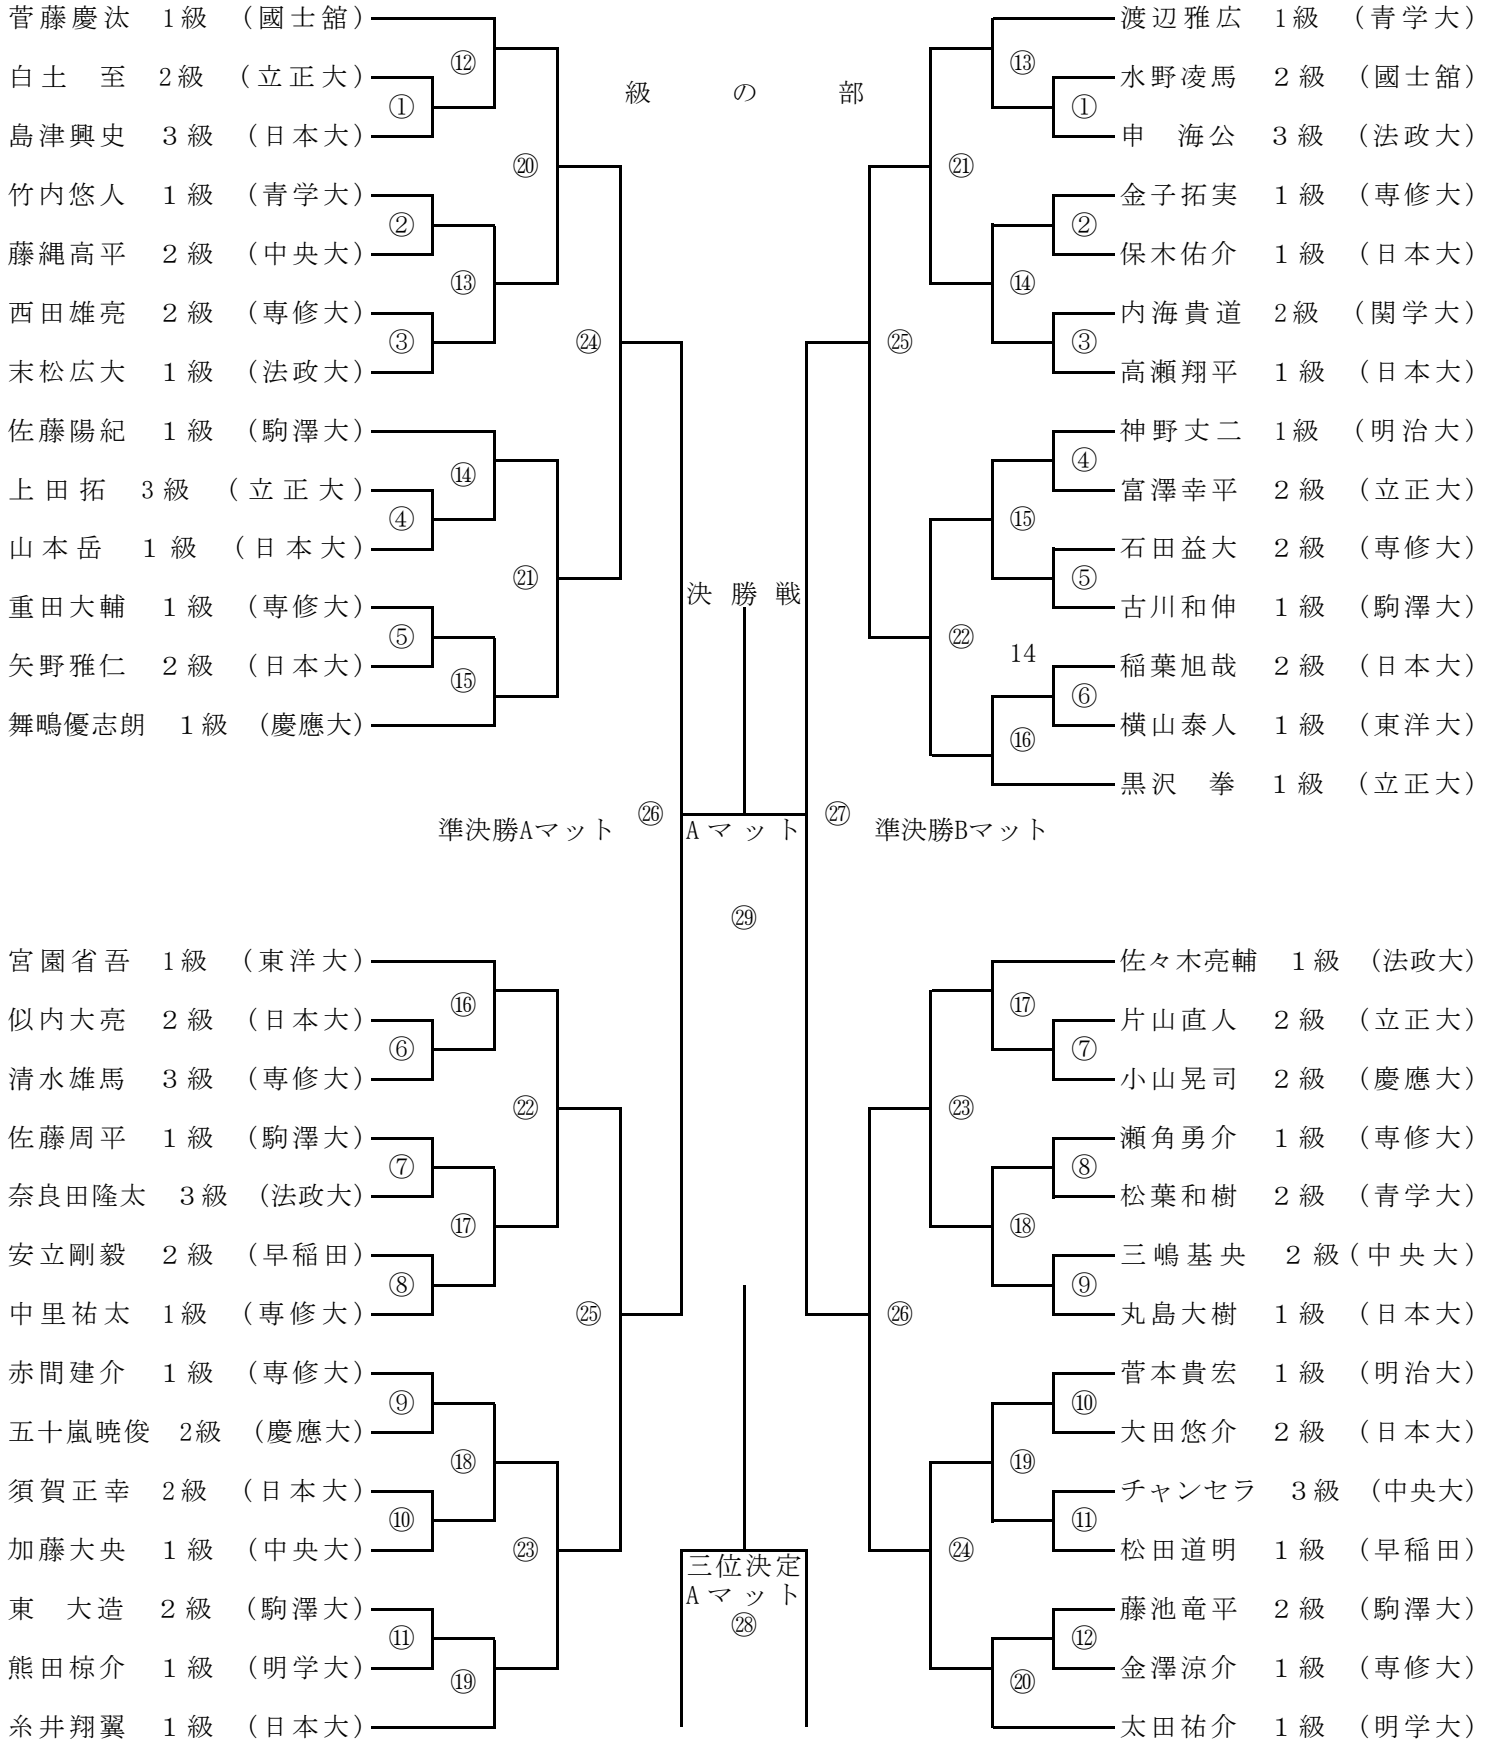 級 の 部
菅藤慶汰 1級 (國士舘)
⑫
白土 至 2級 (立正大)
①
島津興史 3級 (日本大)
⑳
竹内悠人 1級 (青学大)
②
藤縄高平 2級 (中央大)
⑬
西田雄亮 2級 (専修大)
③
㉔
末松広大 1級 (法政大)
佐藤陽紀 1級 (駒澤大)
⑭
上田拓 3級 (立正大)
④
山本岳 1級 (日本大)
㉑
重田大輔 1級 (専修大)
⑤
矢野雅仁 2級 (日本大)
⑮
舞鴫優志朗 1級 (慶應大)
渡辺雅広 1級 (青学大)
⑬
水野凌馬 2級 (國士舘)
①
申 海公 3級 (法政大)
㉑
金子拓実 1級 (専修大)
②
保木佑介 1級 (日本大)
⑭
内海貴道 2級 (関学大)
③
㉕
高瀬翔平 1級 (日本大)
神野丈二 1級 (明治大)
④
富澤幸平 2級 (立正大)
⑮
石田益大 2級 (専修大)
⑤
古川和伸 1級 (駒澤大)
㉒
14
稲葉旭哉 2級 (日本大)
⑥
横山泰人 1級 (東洋大)
⑯
黒沢 拳 1級 (立正大)
決勝戦
準決勝Aマット
㉖
Aマット
㉗
準決勝Bマット
㉙
宮園省吾 1級 (東洋大)
⑯
似内大亮 2級 (日本大)
⑥
清水雄馬 3級 (専修大)
㉒
佐藤周平 1級 (駒澤大)
⑦
奈良田隆太 3級 (法政大)
⑰
安立剛毅 2級 (早稲田)
⑧
中里祐太 1級 (専修大)
㉕
赤間建介 1級 (専修大)
⑨
五十嵐暁俊 2級 (慶應大)
⑱
須賀正幸 2級 (日本大)
⑩
加藤大央 1級 (中央大)
㉓
東 大造 2級 (駒澤大)
⑪
熊田椋介 1級 (明学大)
⑲
糸井翔翼 1級 (日本大)
佐々木亮輔 1級 (法政大)
⑰
片山直人 2級 (立正大)
⑦
小山晃司 2級 (慶應大)
㉓
瀬角勇介 1級 (専修大)
⑧
松葉和樹 2級 (青学大)
⑱
三嶋基央 2級 (中央大)
⑨
丸島大樹 1級 (日本大)
㉖
菅本貴宏 1級 (明治大)
⑩
大田悠介 2級 (日本大)
⑲
チャンセラ 3級 (中央大)
⑪
松田道明 1級 (早稲田)
㉔
藤池竜平 2級 (駒澤大)
⑫
金澤涼介 1級 (専修大)
⑳
太田祐介 1級 (明学大)
三位決定
Aマット
㉘